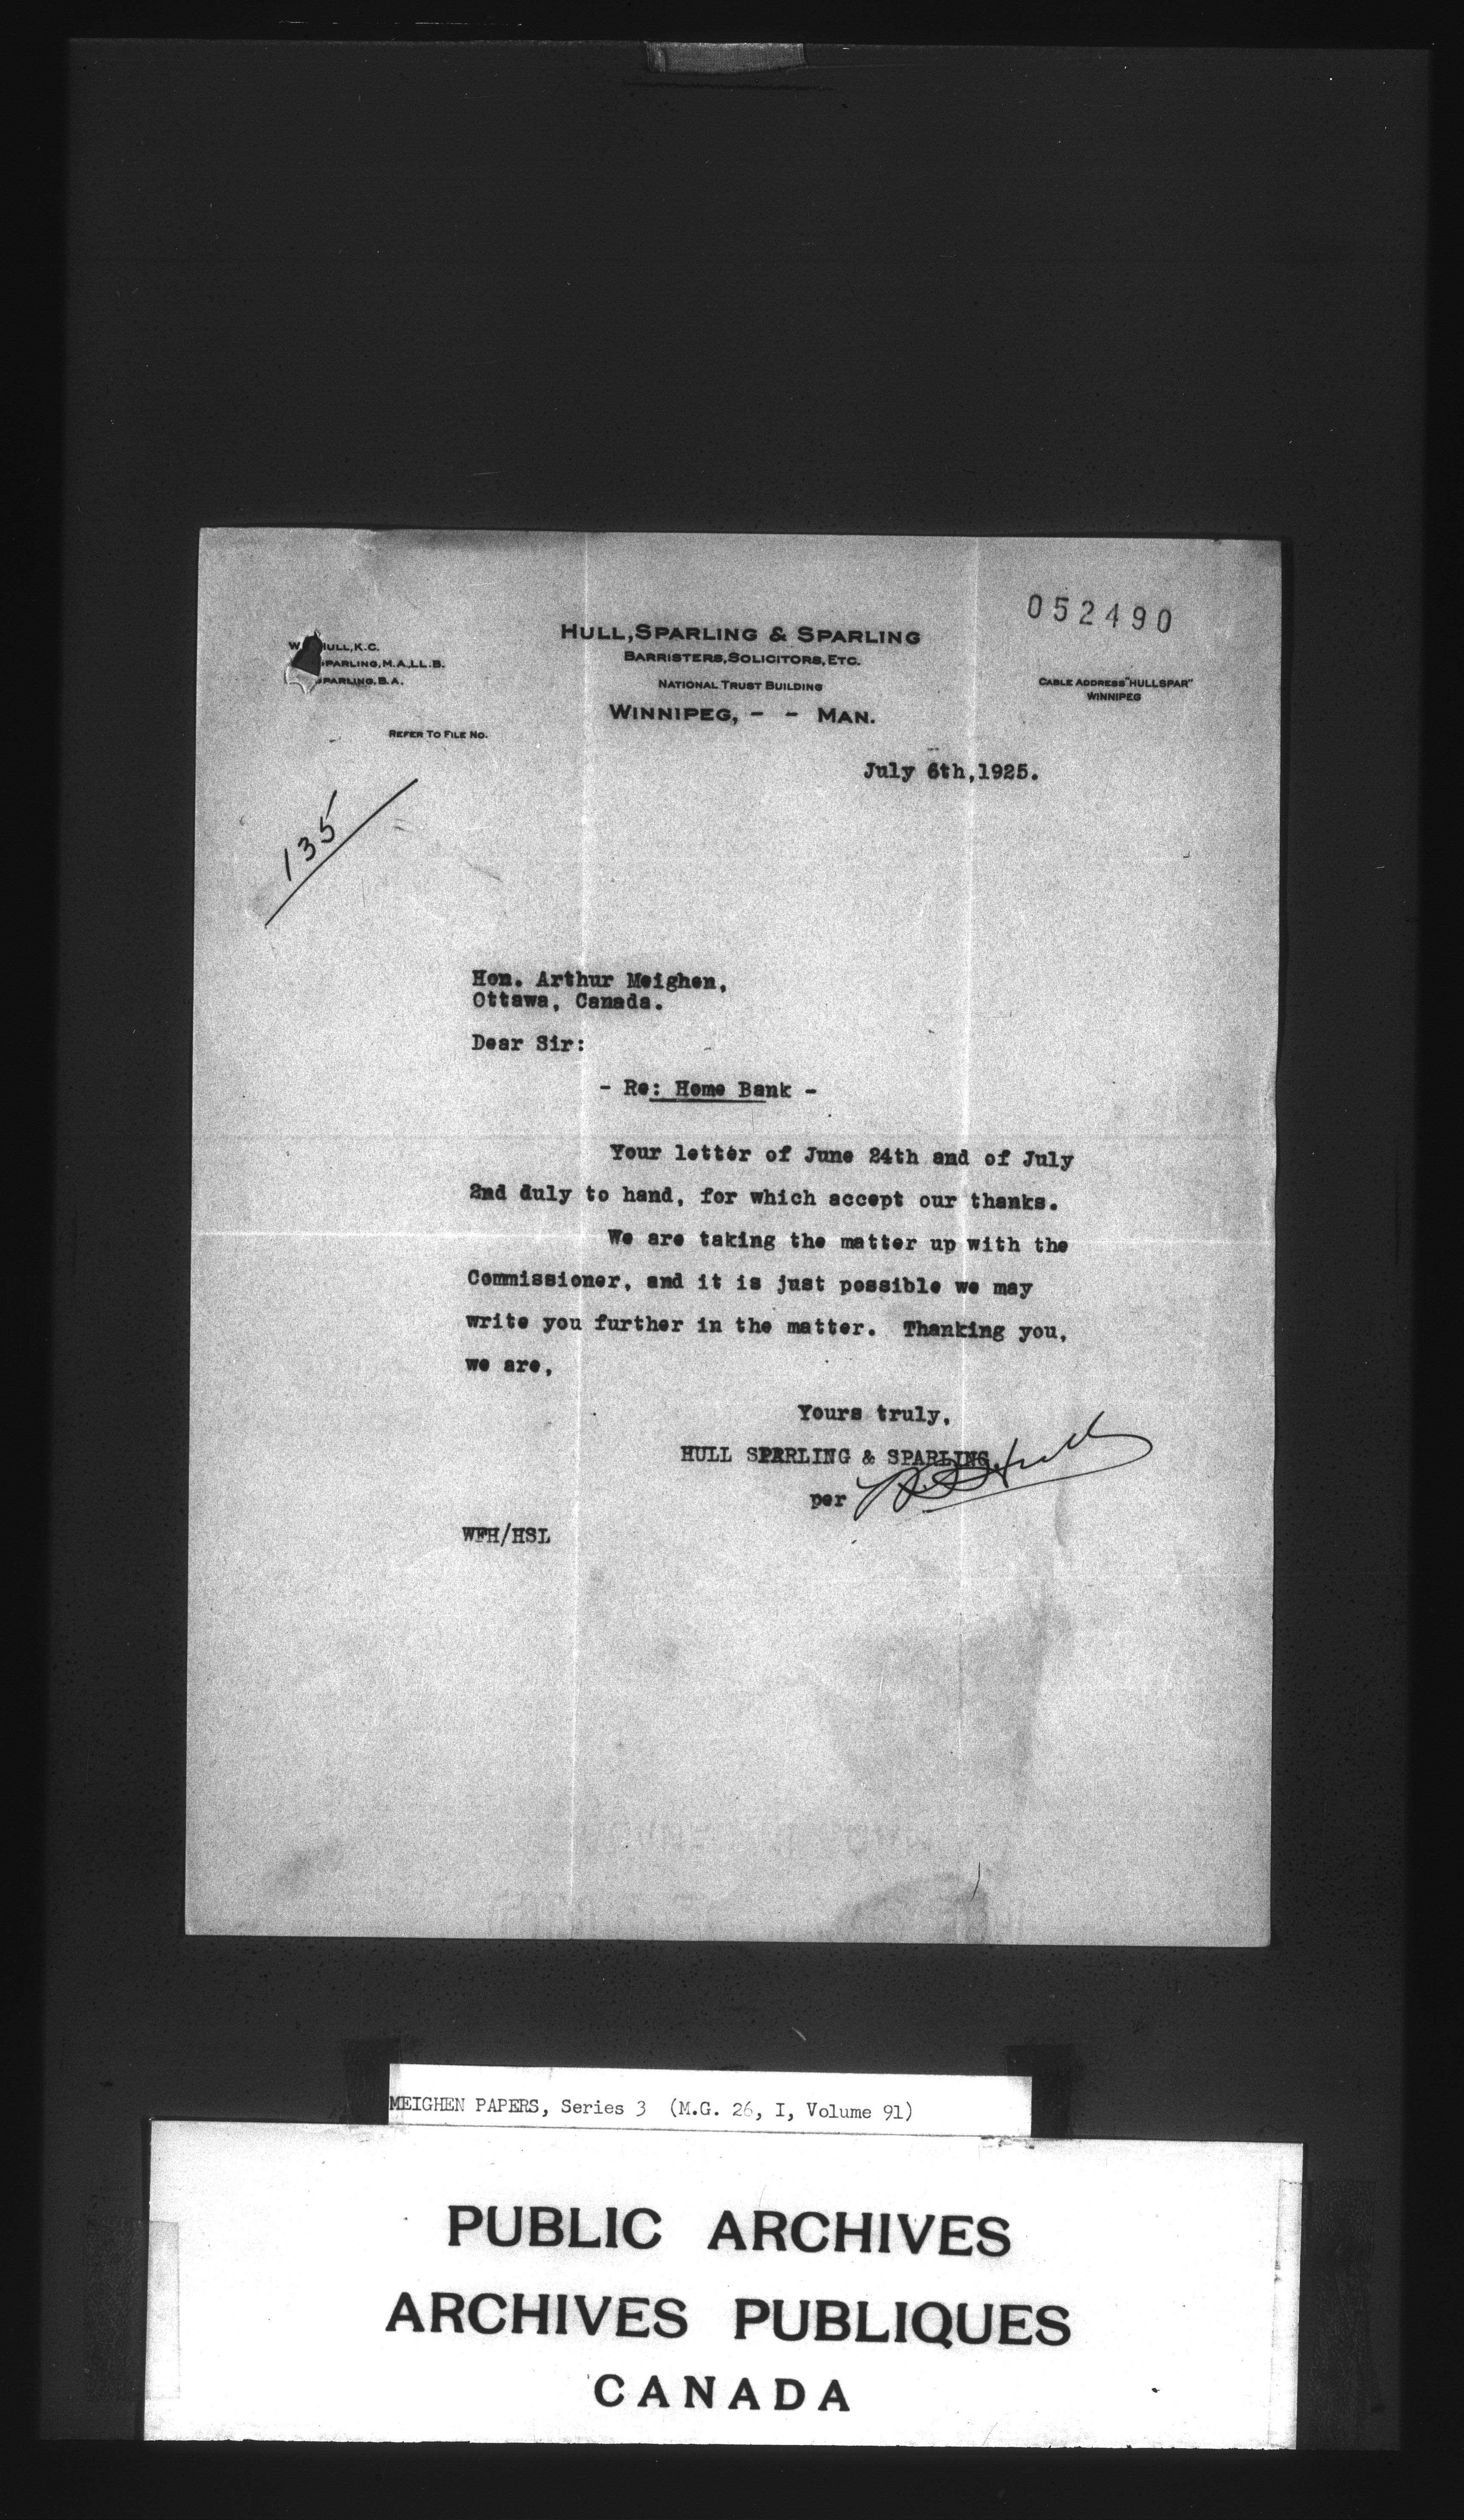 052490
HULL, SPARLING & SPARLING
BARRISTERS, SOLICITORS, ETC.
NATIONAL TRUST BUILDING
WINNIPEG, - - MAN.
W. HULL, K.C.
SPARLING, M.A., LL.B.
SPARLING, B.A.
CABLE ADDRESS "HULLSPAR"
WINNIPEG
REFER TO FILE NO.
July 6th, 1925.
135
Hon. Arthur Meighen,
Ottawa, Canada.
Dear Sir:
- Re: Home Bank -
Your letter of June 24th and of July
2nd duly to hand, for which accept our thanks.
We are taking the matter up with the
Commissioner, and it is just possible we may
write you further in the matter. Thanking you,
we are,
Yours truly,
HULL SPARLING & SPARLING.
per
WFH/HSL
MEIGHEN PAPERS, Series 3 (M.G. 26, I, Volume 91)
PUBLIC ARCHIVES
ARCHIVES PUBLIQUES
CANADA